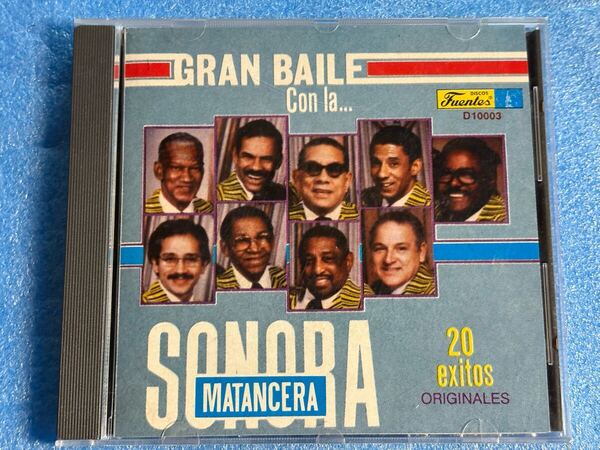 GRAN BAILE
Con la...
DISCOS
Fuentes
D10003
SONORA
MATANCERA
20
exitos
ORIGINALES